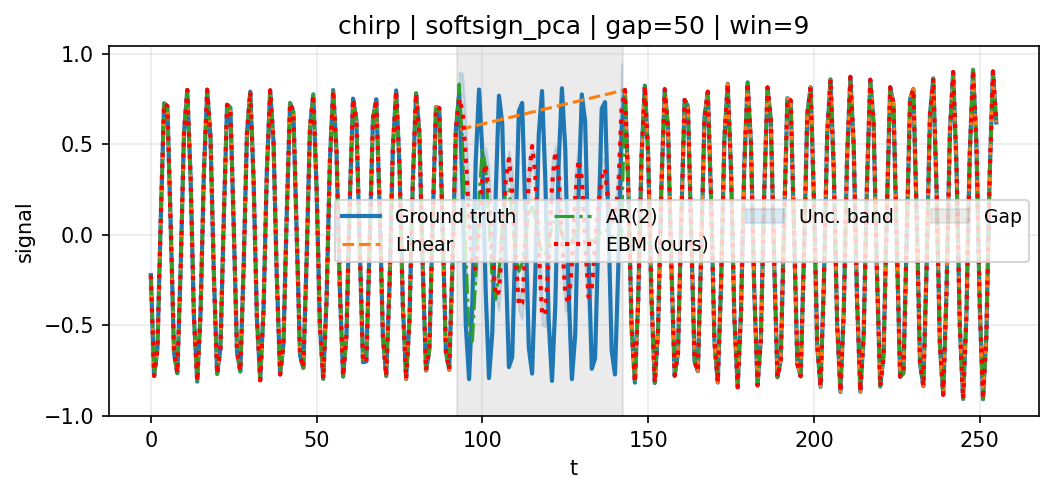 chirp | softsign_pca | gap=50 | win=9
1.0
0.5
0.0
−0.5
−1.0
signal
Ground truth
Linear
AR(2)
EBM (ours)
Unc. band
Gap
0
50
100
150
200
250
t